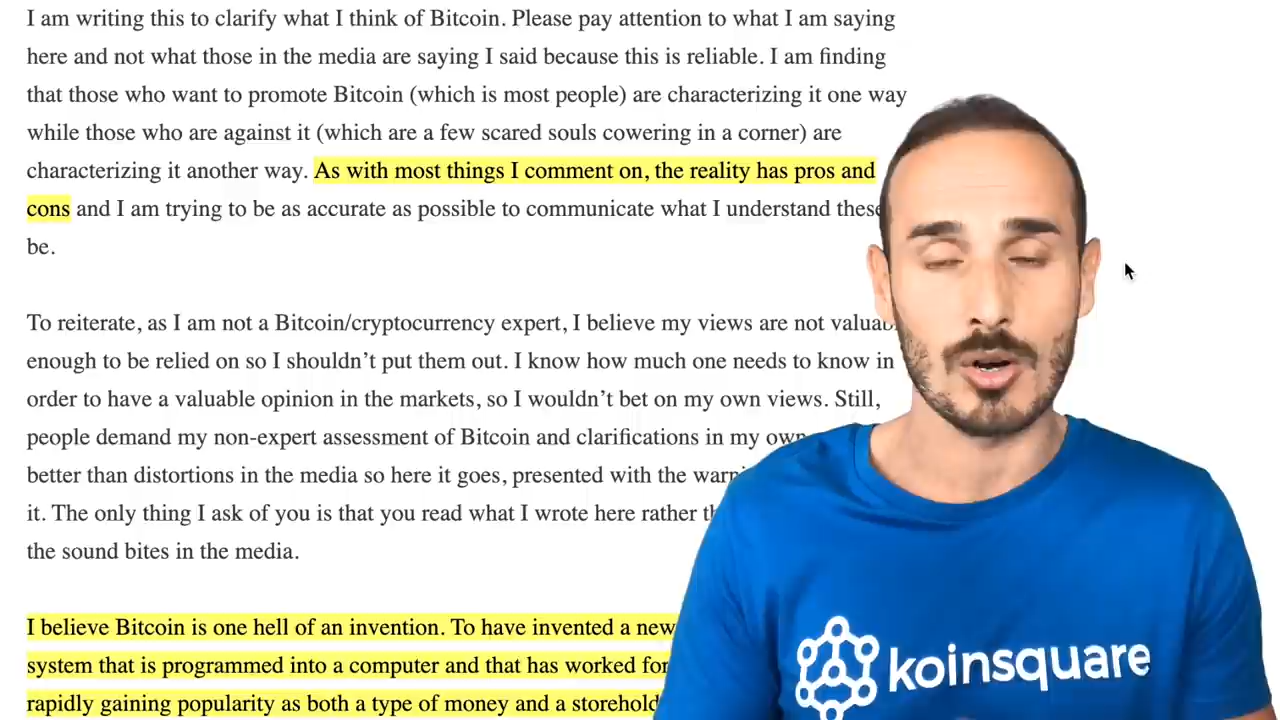 I am writing this to clarify what I think of Bitcoin. Please pay attention to what I am saying
here and not what those in the media are saying I said because this is reliable. I am finding
that those who want to promote Bitcoin (which is most people) are characterizing it one way
while those who are against it (which are a few scared souls cowering in a corner) are
characterizing it another way. As with most things I comment on, the reality has pros and
cons and I am trying to be as accurate as possible to communicate what I understand these
be.
To reiterate, as I am not a Bitcoin/cryptocurrency expert, I believe my views are not
enough to be relied on so I shouldn’t put them out. I know how much one needs to know in
order to have a valuable opinion in the markets, so I wouldn’t bet on my own views. Still,
people demand my non-expert assessment of Bitcoin and clarifications in my own
better than distortions in the media so here it goes, presented with the
it. The only thing I ask of you is that you read what I wrote here rather
the sound bites in the media.
I believe Bitcoin is one hell of an invention. To have invented a new
system that is programmed into a computer and that has worked for
rapidly gaining popularity as both a type of money and a
koinsquare